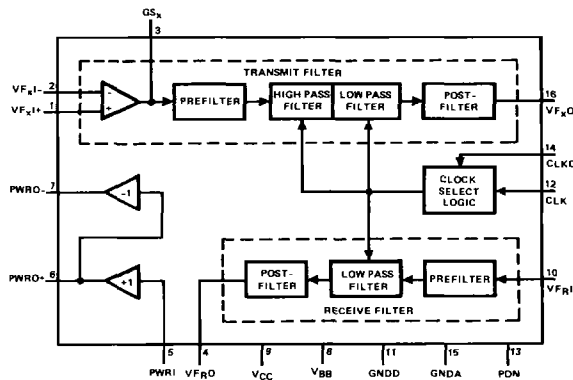 GSX
3
TRANSMIT FILTER
VFXI- 2
VFXI+ 1
-
+
PREFILTER
HIGH PASS FILTER
LOW PASS FILTER
POST-FILTER
16
VFXO
14
CLKO
CLOCK SELECT LOGIC
12
CLK
PWRO- 7
-1
PWRO+ 6
+1
POST-FILTER
LOW PASS FILTER
PREFILTER
10
VFRI
RECEIVE FILTER
5 4 9 8 11 15 13
PWRI VFRO VCC VBB GNDD GNDA PDN